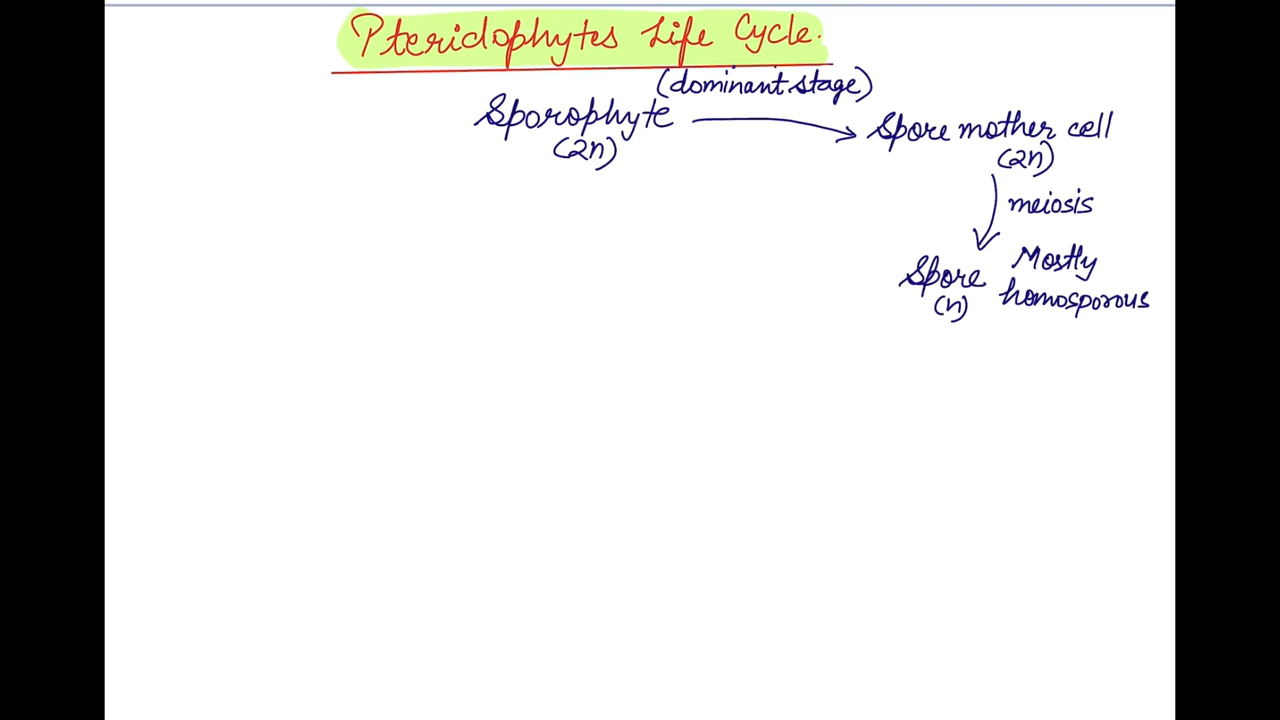 Pteridophytes Life Cycle.
(dominant stage)
Sporophyte
(2n)
Spore mother cell
(2n)
meiosis
Spore
(n)
Mostly
homosporous